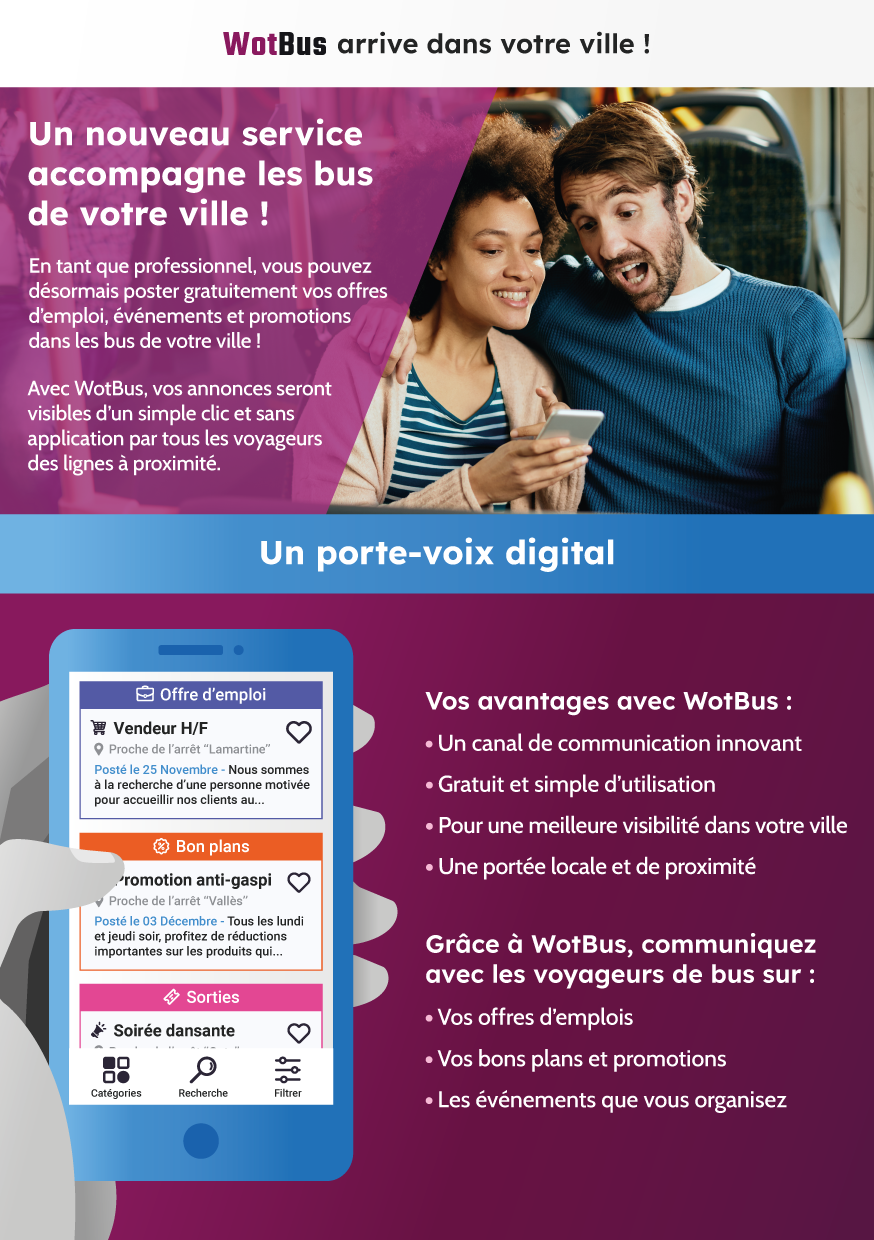 WotBus arrive dans votre ville !
Un nouveau service
accompagne les bus
de votre ville !
En tant que professionnel, vous pouvez
désormais poster gratuitement vos offres
d'emploi, événements et promotions
dans les bus de votre ville !
Avec WotBus, vos annonces seront
visibles d'un simple clic et sans
application par tous les voyageurs
des lignes à proximité.
Un porte-voix digital
Offre d'emploi
Vendeur H/F
Proche de l'arrêt "Lamartine"
Posté le 25 Novembre - Nous sommes
à la recherche d'une personne motivée
pour accueillir nos clients au...
Bon plans
Promotion anti-gaspi
Proche de l'arrêt "Vallès"
Posté le 03 Décembre - Tous les lundi
et jeudi soir, profitez de réductions
importantes sur les produits qui...
Sorties
Soirée dansante
Catégories
Recherche
Filtrer
Vos avantages avec WotBus :
• Un canal de communication innovant
• Gratuit et simple d'utilisation
• Pour une meilleure visibilité dans votre ville
• Une portée locale et de proximité
Grâce à WotBus, communiquez
avec les voyageurs de bus sur :
• Vos offres d'emplois
• Vos bons plans et promotions
• Les événements que vous organisez